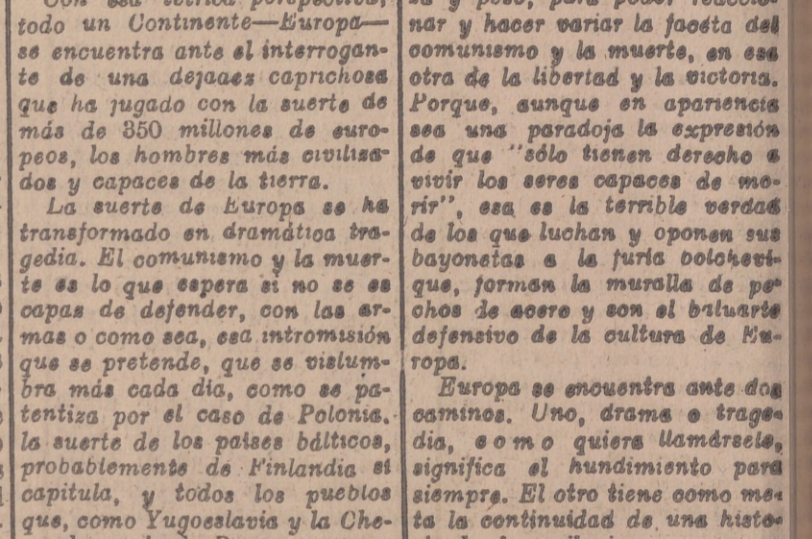 Con esa teórica perspectiva,
todo un Continente—Europa—
se encuentra ante el interrogan-
te de una dejadez caprichosa
que ha jugado con la suerte de
más de 350 millones de euro-
peos, los hombres más civiliza-
dos y capaces de la tierra.
La suerte de Europa se ha
transformado en dramática tra-
gedia. El comunismo y la muer-
te es lo que espera si no se es
capas de defender, con las ar-
mas o como sea, esa intromisión
que se pretende, que se vislum-
bra más cada día, como se pa-
tentiza por el caso de Polonia.
la suerte de los países bálticos,
probablemente de Finlandia si
capitula, y todos los pueblos
que, como Yugoeslavia y la Che-
y peso, para poder reaccio-
nar y hacer variar la faceta del
comunismo y la muerte, en esa
otra de la libertad y la victoria.
Porque, aunque en apariencia
sea una paradoja la expresión
de que "sólo tienen derecho a
vivir los seres capaces de mo-
rir", esa es la terrible verdad
de los que luchan y oponen sus
bayonetas a la furia bolchevi-
que, forman la muralla de pe-
chos de acero y son el baluarte
defensivo de la cultura de Eu-
ropa.
Europa se encuentra ante dos
caminos. Uno, drama o trage-
dia, como quiera llamársele,
significa el hundimiento para
siempre. El otro tiene como me-
ta la continuidad de una histo-